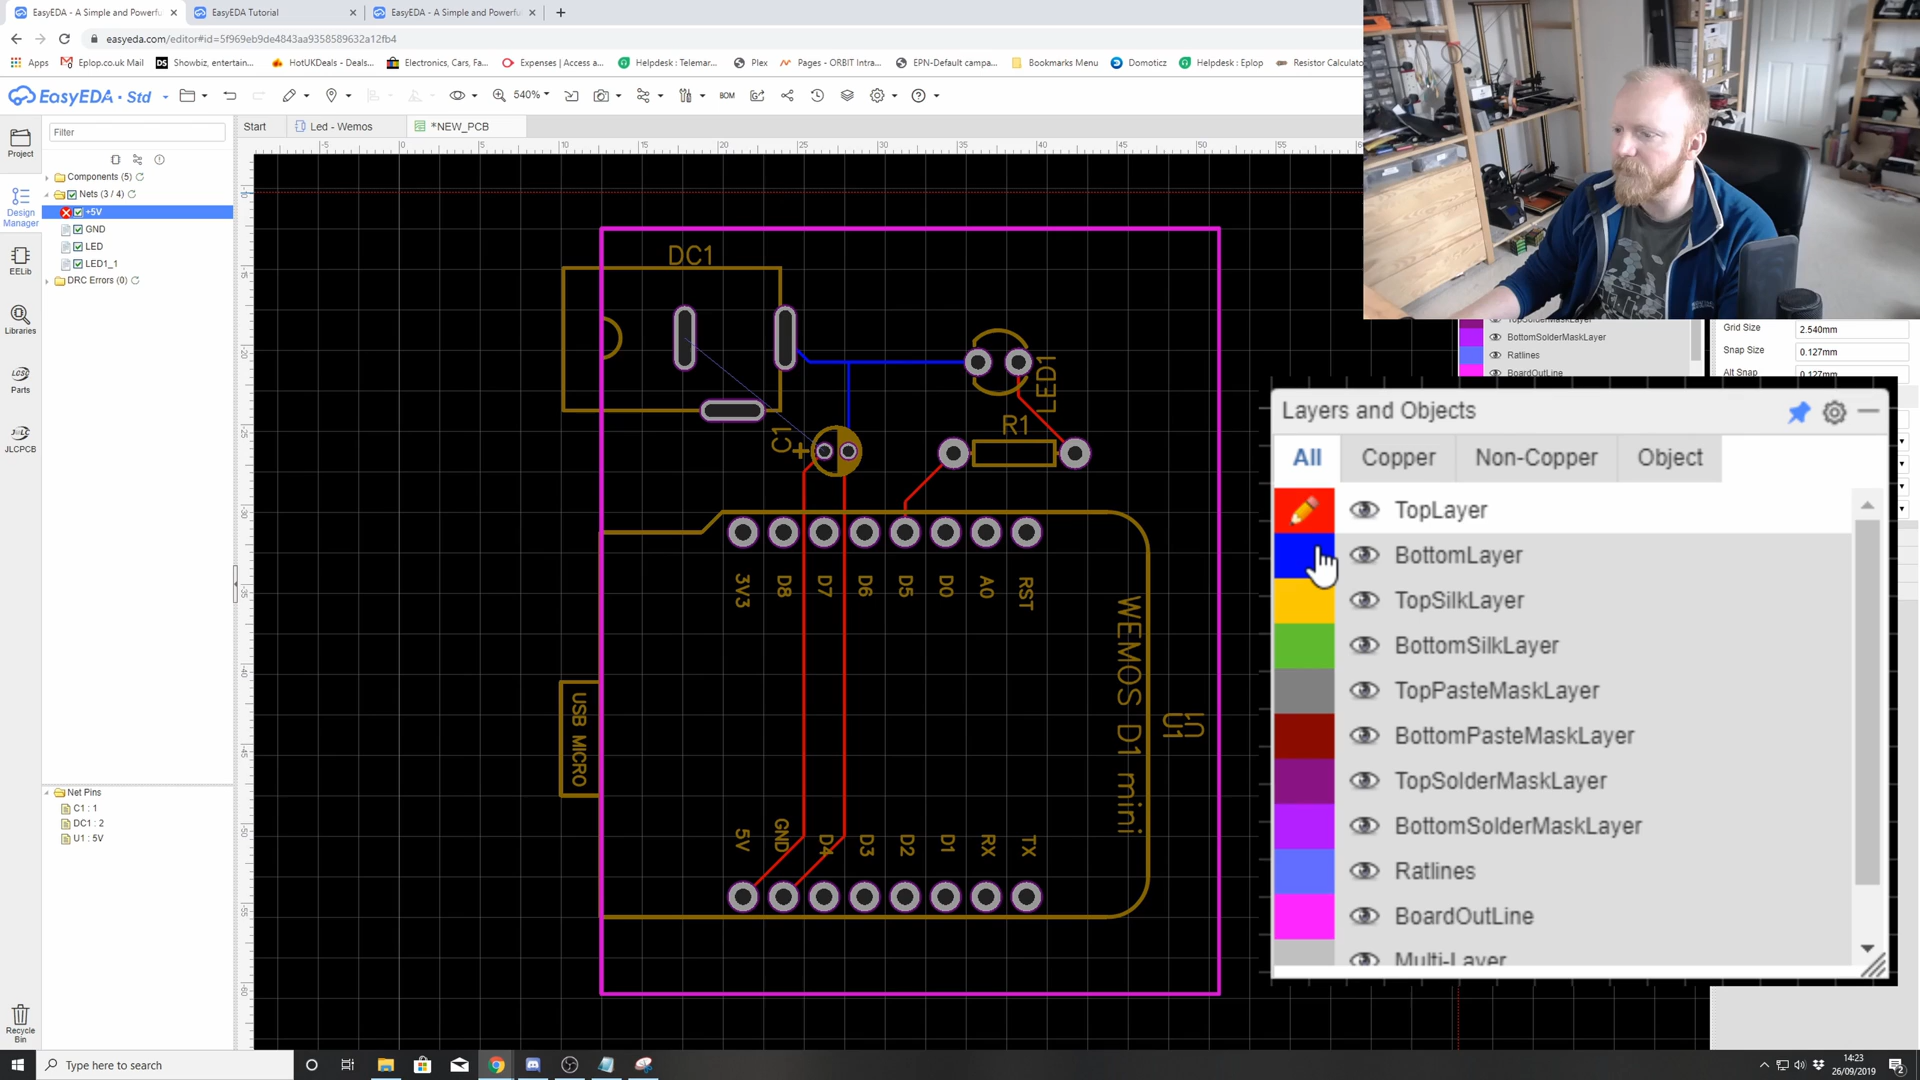 EasyEDA - A Simple and Powerfu
EasyEDA Tutorial
EasyEDA - A Simple and Powerfu
easyeda.com/editor#id=5f969eb9de4843aa9358589632a12fb4
Apps
Eplop.co.uk Mail
Showbiz, entertain...
HotUKDeals - Deals...
Electronics, Cars, Fa...
Expenses | Access a...
Helpdesk : Telemar...
Plex
Pages - ORBIT Intra...
EPN-Default campa...
Bookmarks Menu
Domoticz
Helpdesk : Eplop
Resistor Calculato
EasyEDA · Std
540%
BOM
Project
Design Manager
EELib
Libraries
LCSC
Parts
JLCPCB
Recycle Bin
Filter
Components (5)
Nets (3 / 4)
+5V
GND
LED
LED1_1
DRC Errors (0)
Net Pins
C1 : 1
DC1 : 2
U1 : 5V
Start
Led - Wemos
*NEW_PCB
DC1
LED1
R1
C1
+
3V3
D8
D7
D6
D5
D0
A0
RST
WEMOS D1 mini
U1
USB MICRO
5V
GND
D4
D3
D2
D1
RX
TX
BottomSolderMaskLayer
Ratlines
BoardOutLine
Grid Size
2.540mm
Snap Size
0.127mm
Alt Snap
0.127mm
Layers and Objects
All
Copper
Non-Copper
Object
TopLayer
BottomLayer
TopSilkLayer
BottomSilkLayer
TopPasteMaskLayer
BottomPasteMaskLayer
TopSolderMaskLayer
BottomSolderMaskLayer
Ratlines
BoardOutLine
Multi-Layer
Type here to search
14:23
26/09/2019